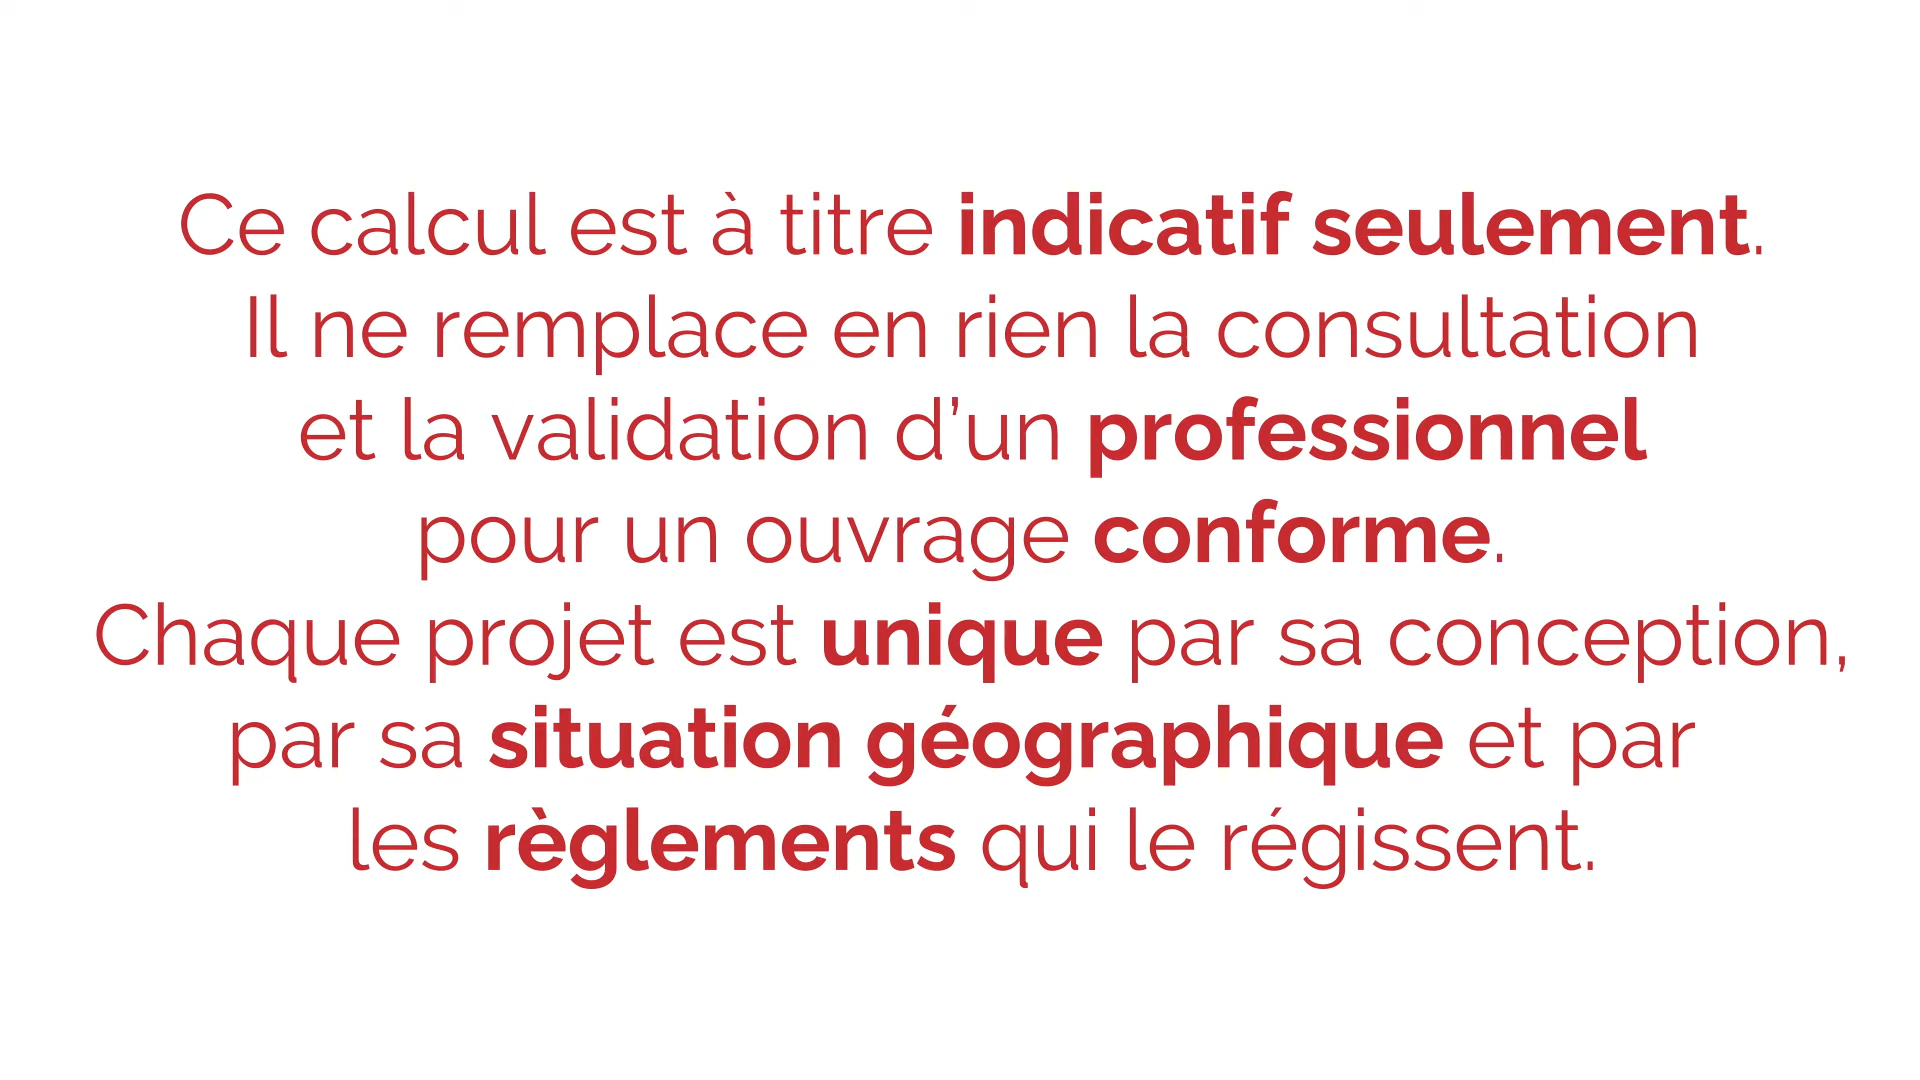 Ce calcul est à titre indicatif seulement.
Il ne remplace en rien la consultation
et la validation d’un professionnel
pour un ouvrage conforme.
Chaque projet est unique par sa conception,
par sa situation géographique et par
les règlements qui le régissent.